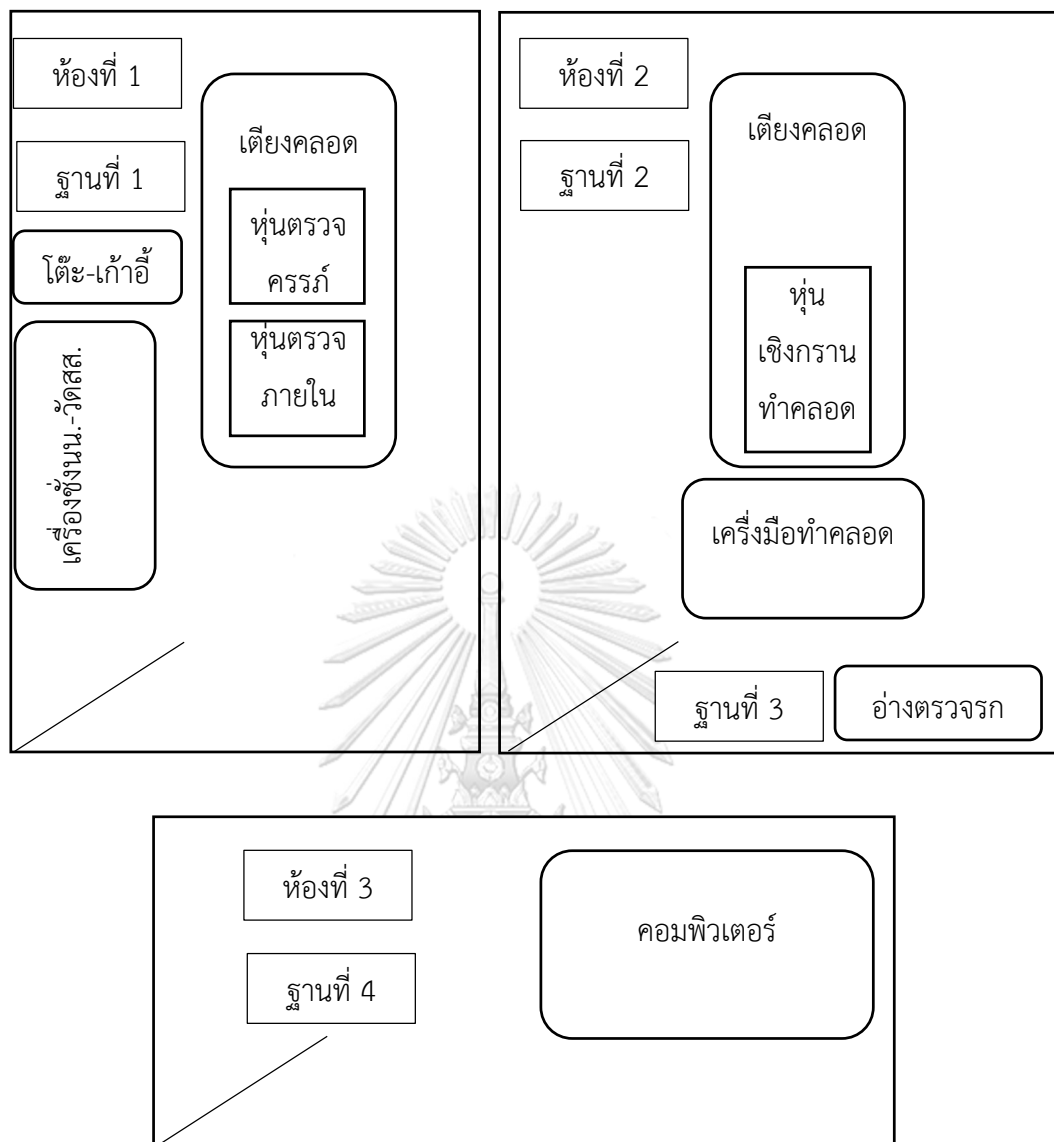 ห้องที่ 1
ฐานที่ 1
โต๊ะ-เก้าอี้
เครื่องชั่งนน.-วัดสส.
เตียงคลอด
หุ่นตรวจ
ครรภ์
หุ่นตรวจ
ภายใน
ห้องที่ 2
ฐานที่ 2
เตียงคลอด
หุ่น
เชิงกราน
ทำคลอด
เครื่งมือทำคลอด
ฐานที่ 3
อ่างตรวจรก
ห้องที่ 3
ฐานที่ 4
คอมพิวเตอร์